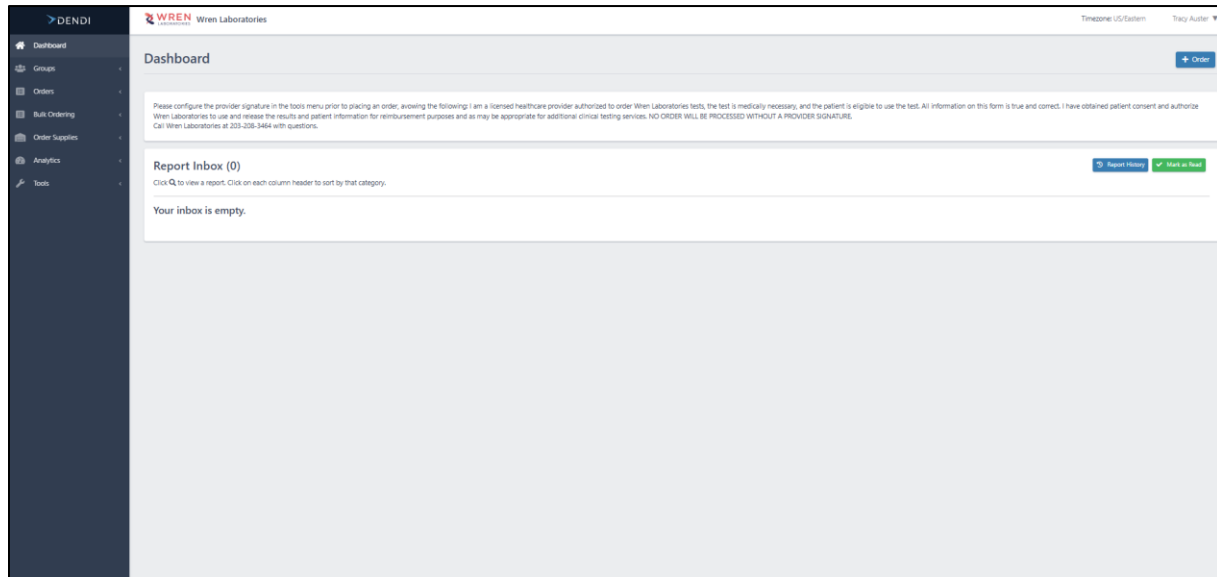 DENDI
WREN
LABORATORIES
Wren Laboratories
Timezone: US/Eastern
Tracy Auster
Dashboard
Groups
Orders
Bulk Ordering
Order Supplies
Analytics
Tools
Dashboard
+ Order
Please configure the provider signature in the tools menu prior to placing an order, avowing the following: I am a licensed healthcare provider authorized to order Wren Laboratories tests, the test is medically necessary, and the patient is eligible to use the test. All information on this form is true and correct. I have obtained patient consent and authorize
Wren Laboratories to use and release the results and patient information for reimbursement purposes and as may be appropriate for additional clinical testing services. NO ORDER WILL BE PROCESSED WITHOUT A PROVIDER SIGNATURE.
Call Wren Laboratories at 203-208-3464 with questions.
Report Inbox (0)
Report History
Mark as Read
Click to view a report. Click on each column header to sort by that category.
Your inbox is empty.